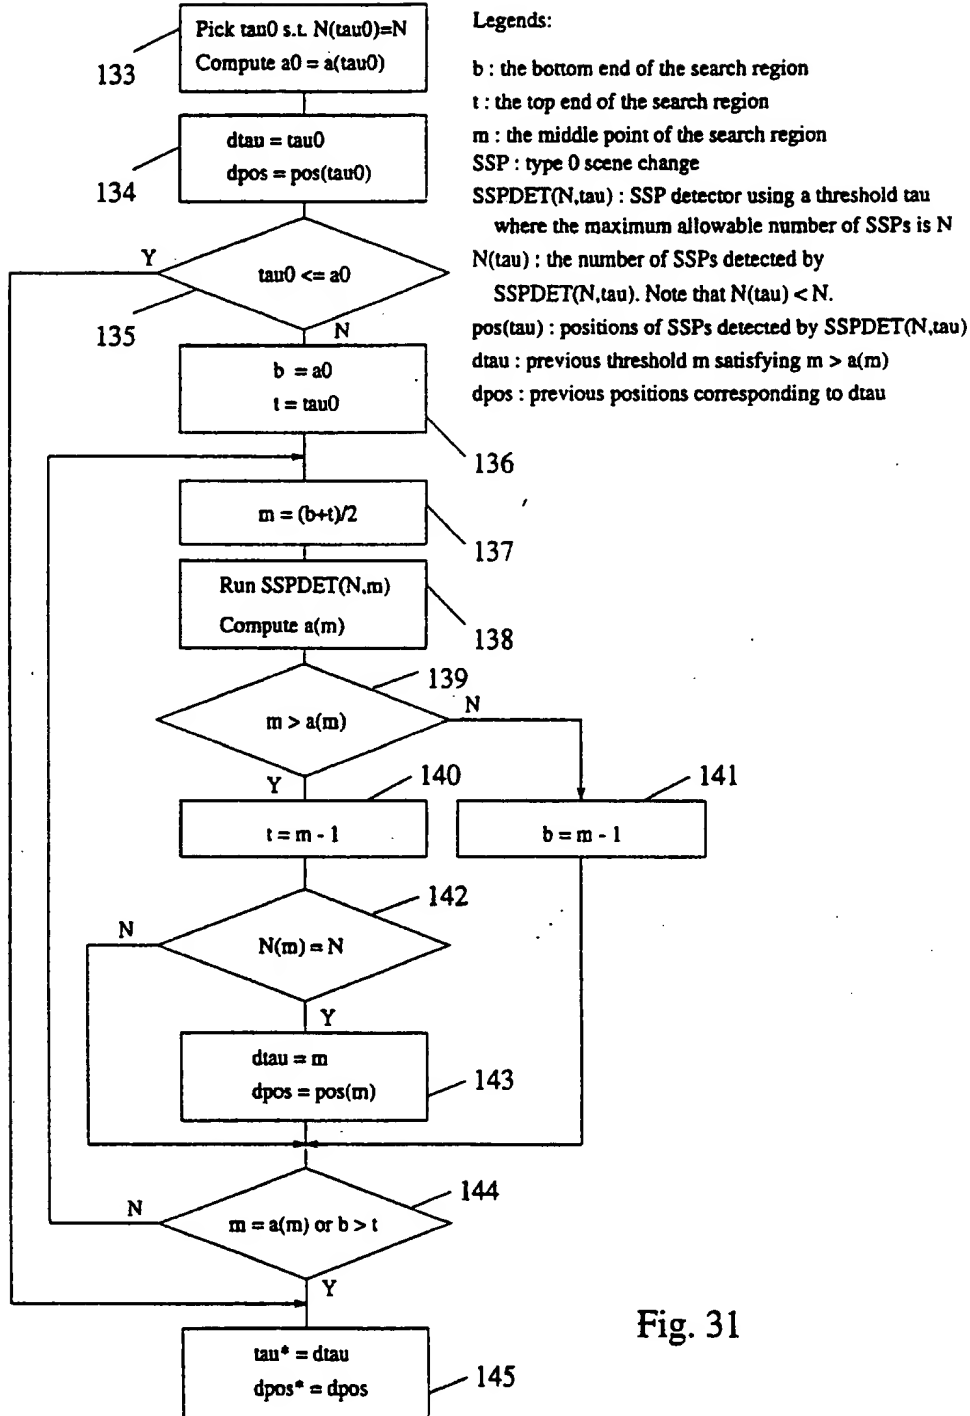 Pick tau0 s.t. N(tau0)=N
Compute a0 = a(tau0)
133
dtau = tau0
dpos = pos(tau0)
134
Y
tau0 <= a0
135
N
b = a0
t = tau0
136
m = (b+t)/2
137
Run SSPDET(N,m)
Compute a(m)
138
139
m > a(m)
N
Y
140
141
t = m - 1
b = m - 1
142
N
N(m) = N
Y
dtau = m
dpos = pos(m)
143
144
N
m = a(m) or b > t
Y
tau* = dtau
dpos* = dpos
145
Legends:
b : the bottom end of the search region
t : the top end of the search region
m : the middle point of the search region
SSP : type 0 scene change
SSPDET(N,tau) : SSP detector using a threshold tau
where the maximum allowable number of SSPs is N
N(tau) : the number of SSPs detected by
SSPDET(N,tau). Note that N(tau) < N.
pos(tau) : positions of SSPs detected by SSPDET(N,tau)
dtau : previous threshold m satisfying m > a(m)
dpos : previous positions corresponding to dtau
Fig. 31